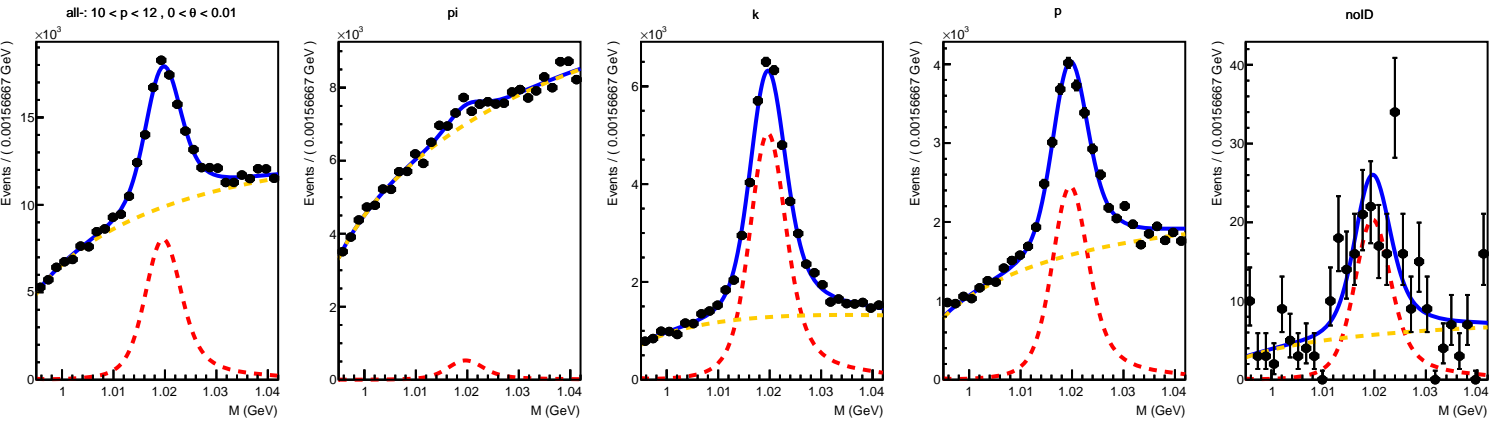 all-: 10 < p < 12 , 0 < θ < 0.01
×10³
Events / ( 0.00156667 GeV )
15
10
5
0
1 1.01 1.02 1.03 1.04
M (GeV)
pi
×10³
Events / ( 0.00156667 GeV )
8
6
4
2
0
1 1.01 1.02 1.03 1.04
M (GeV)
k
×10³
Events / ( 0.00156667 GeV )
6
4
2
0
1 1.01 1.02 1.03 1.04
M (GeV)
p
×10³
Events / ( 0.00156667 GeV )
4
3
2
1
0
1 1.01 1.02 1.03 1.04
M (GeV)
noID
Events / ( 0.00156667 GeV )
40
30
20
10
0
1 1.01 1.02 1.03 1.04
M (GeV)